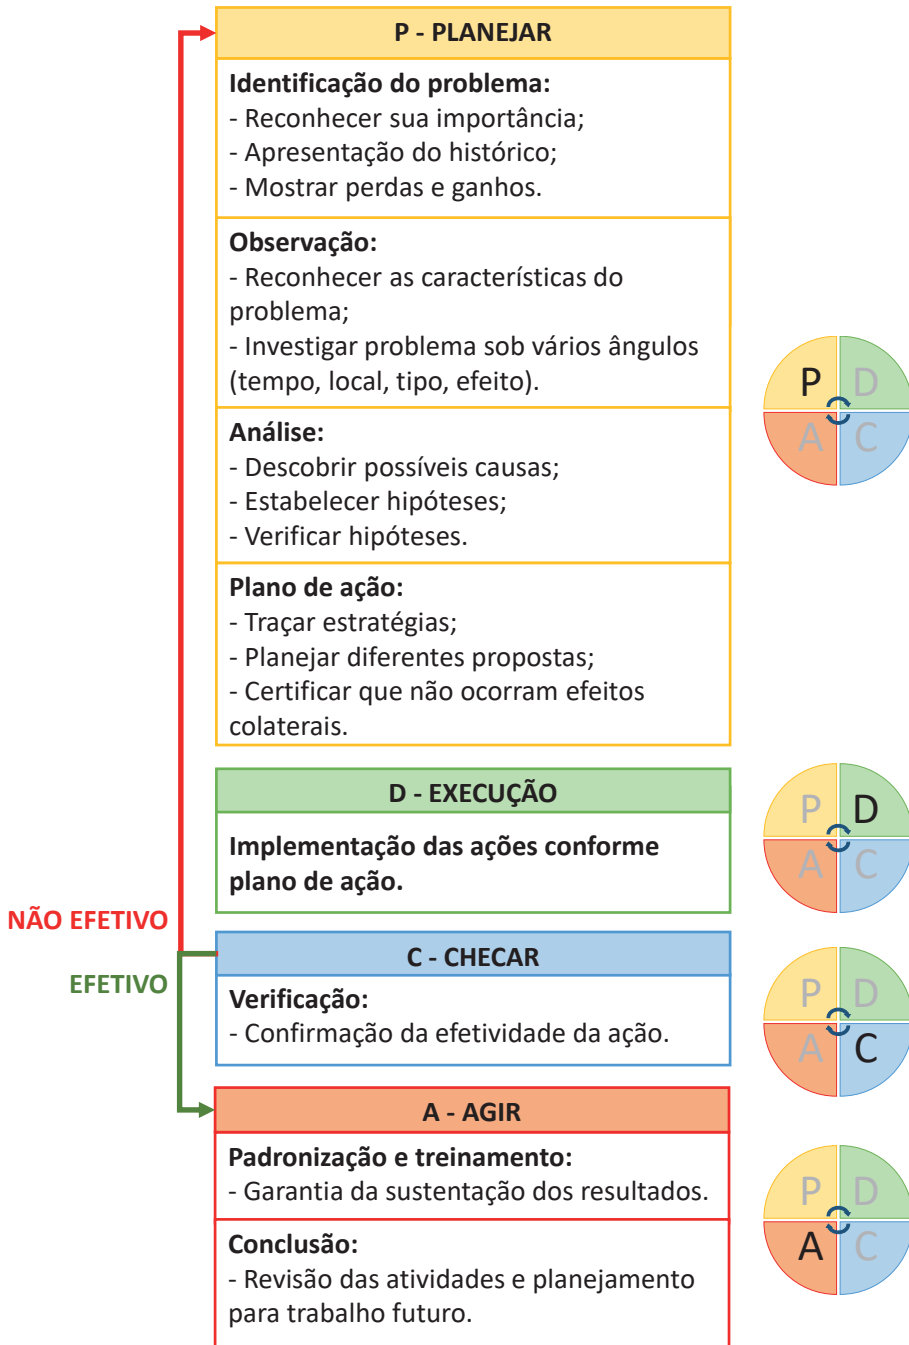 P - PLANEJAR
Identificação do problema:
- Reconhecer sua importância;
- Apresentação do histórico;
- Mostrar perdas e ganhos.
Observação:
- Reconhecer as características do
problema;
- Investigar problema sob vários ângulos
(tempo, local, tipo, efeito).
Análise:
- Descobrir possíveis causas;
- Estabelecer hipóteses;
- Verificar hipóteses.
Plano de ação:
- Traçar estratégias;
- Planejar diferentes propostas;
- Certificar que não ocorram efeitos
colaterais.
P D
A C
D - EXECUÇÃO
Implementação das ações conforme
plano de ação.
P D
A C
NÃO EFETIVO
EFETIVO
C - CHECAR
Verificação:
- Confirmação da efetividade da ação.
P D
A C
A - AGIR
Padronização e treinamento:
- Garantia da sustentação dos resultados.
Conclusão:
- Revisão das atividades e planejamento
para trabalho futuro.
P D
A C